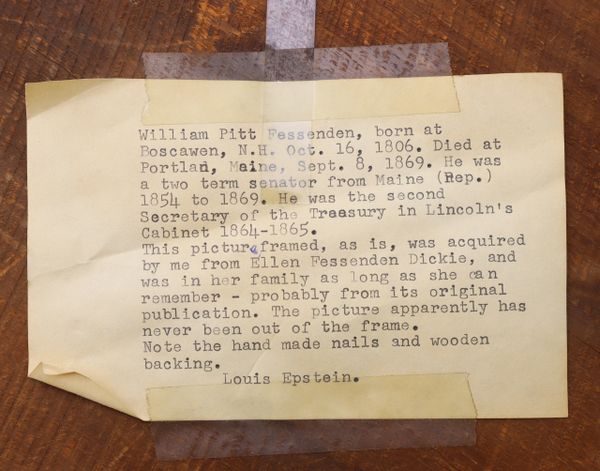 William Pitt Fessenden, born at
Boscawen, N.H. Oct. 16, 1806. Died at
Portland, Maine, Sept. 8, 1869. He was
a two term senator from Maine (Rep.)
1854 to 1869. He was the second
Secretary of the Treasury in Lincoln's
Cabinet 1864-1865.
This picture framed, as is, was acquired
by me from Ellen Fessenden Dickie, and
was in her family as long as she can
remember - probably from its original
publication. The picture apparently has
never been out of the frame.
Note the hand made nails and wooden
backing.
Louis Epstein.